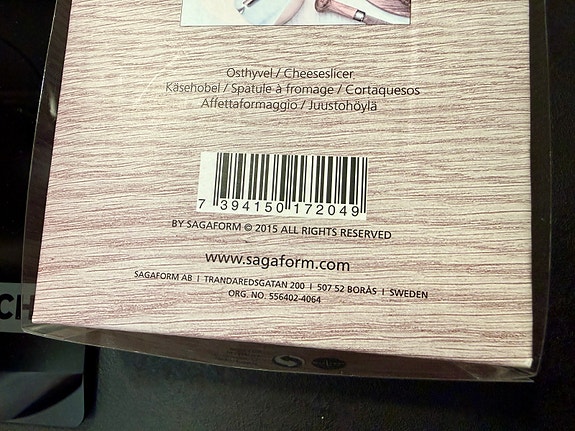 Osthyvel / Cheeseslicer
Käsehobel / Spatule à fromage / Cortaquesos
Affettaformaggio / Juustohöylä
7 394150 172049
BY SAGAFORM © 2015 ALL RIGHTS RESERVED
www.sagaform.com
SAGAFORM AB | TRANDAREDSGATAN 200 | 507 52 BORÅS | SWEDEN
ORG. NO. 556402-4064
CH